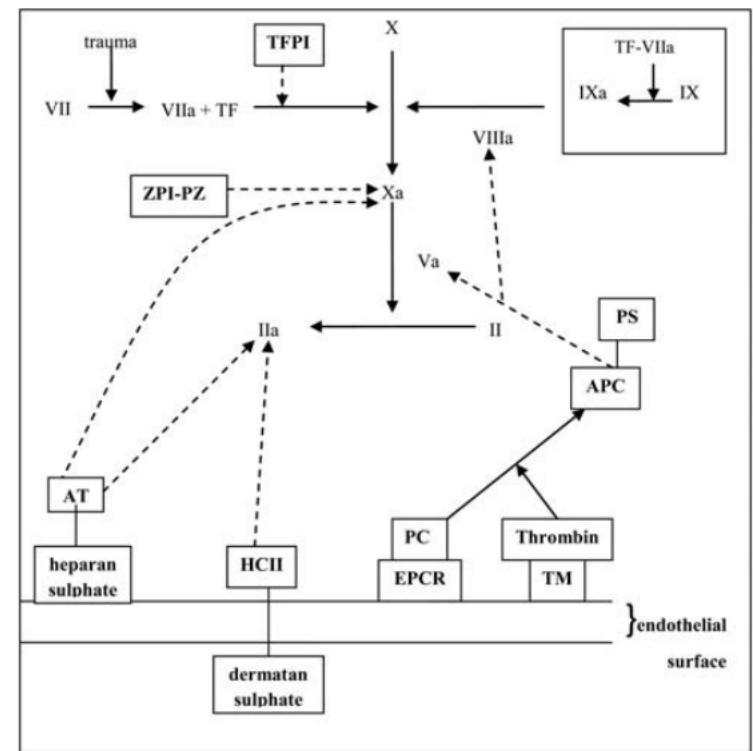 X
trauma
TFPI
TF-VIIa
VII
VIIa + TF
IXa
IX
VIIIa
ZPI-PZ
Xa
Va
IIa
II
PS
APC
AT
PC
Thrombin
heparan
sulphate
HCII
EPCR
TM
}endothelial
surface
dermatan
sulphate